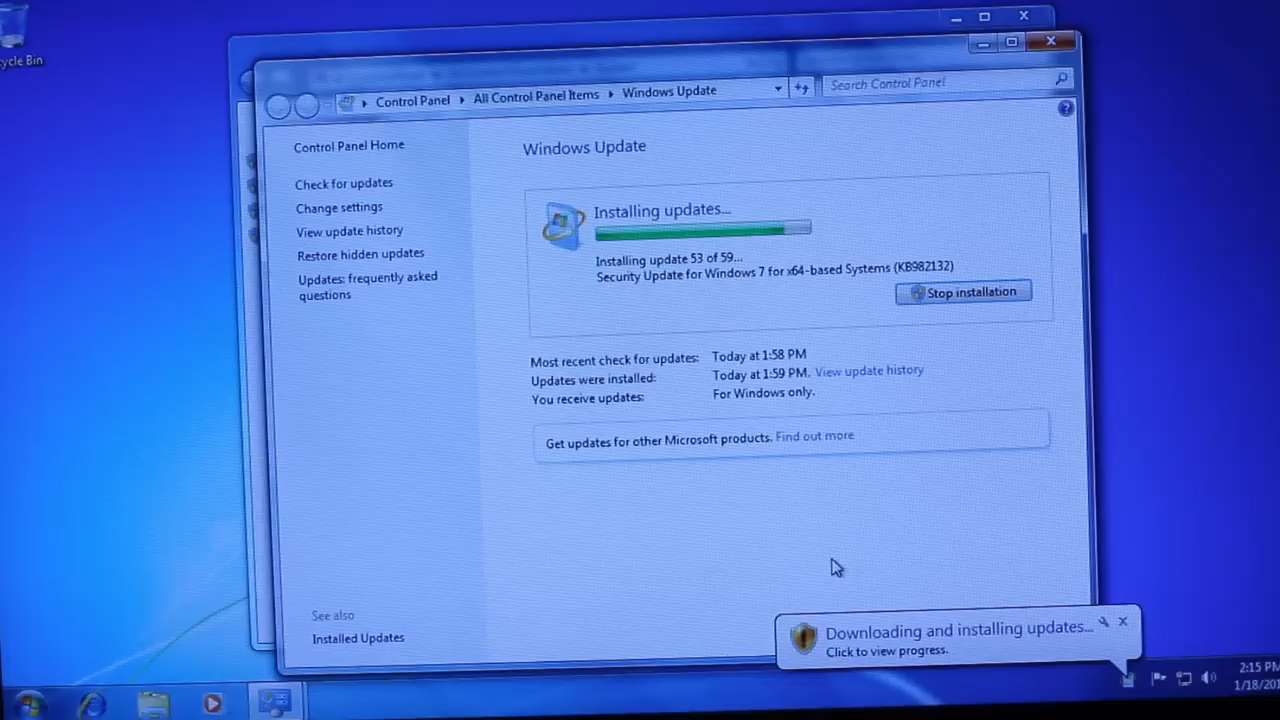 cycle Bin
Control Panel
All Control Panel Items
Windows Update
Search Control Panel
Control Panel Home
Check for updates
Change settings
View update history
Restore hidden updates
Updates: frequently asked
questions
See also
Installed Updates
Windows Update
Installing updates...
Installing update 53 of 59...
Security Update for Windows 7 for x64-based Systems (KB982132)
Stop installation
Most recent check for updates: Today at 1:58 PM
Updates were installed: Today at 1:59 PM. View update history
You receive updates: For Windows only.
Get updates for other Microsoft products. Find out more
Downloading and installing updates...
Click to view progress.
2:15 PM
1/18/201